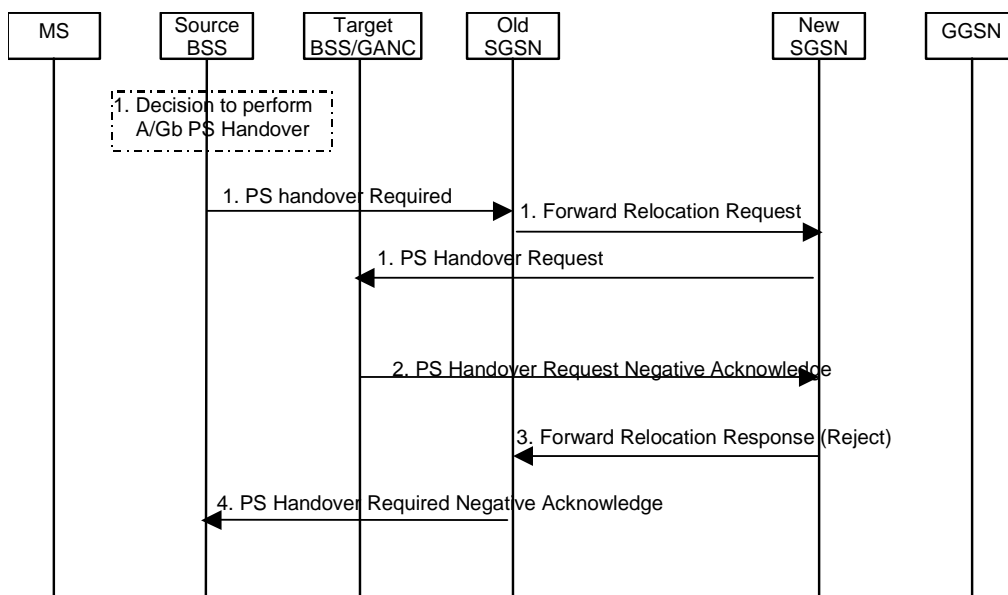 MS
Source
BSS
Target
BSS/GANC
Old
SGSN
New
SGSN
GGSN
1. Decision to perform
A/Gb PS Handover
1. PS handover Required
1. Forward Relocation Request
1. PS Handover Request
2. PS Handover Request Negative Acknowledge
3. Forward Relocation Response (Reject)
4. PS Handover Required Negative Acknowledge